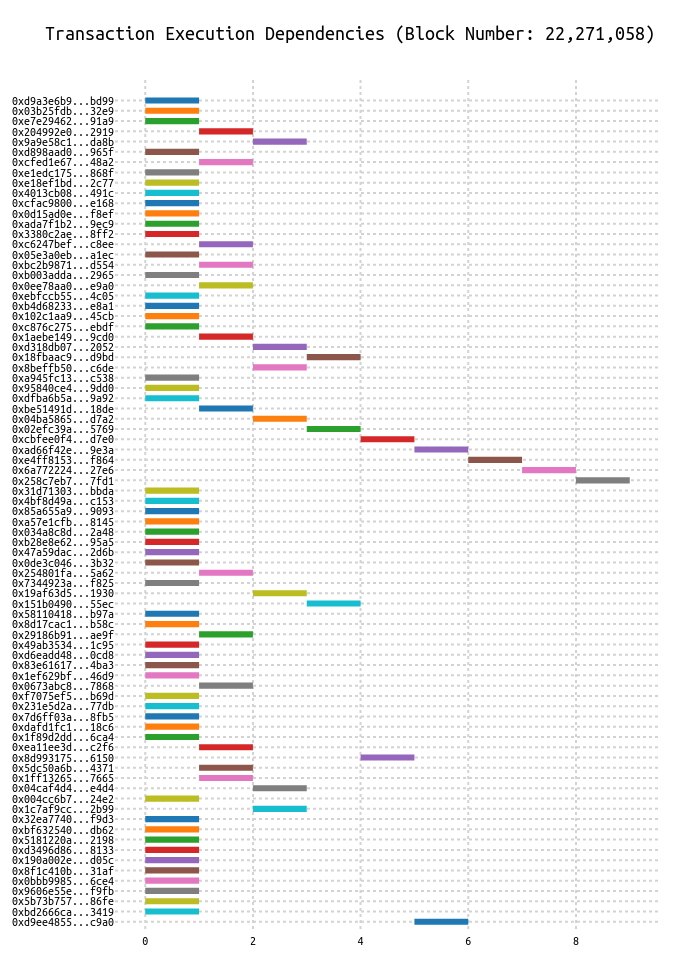 Transaction Execution Dependencies (Block Number: 22,271,058)
0xd9a3e6b9...bd99
0x03b25fdb...32e9
0xe7e29462...91a9
0x204992e0...2919
0x9a9e58c1...da8b
0xd898aad0...965f
0xcfed1e67...48a2
0xe1edc175...868f
0xe18ef1bd...2c77
0x4013cb08...491c
0xcfac9800...e168
0x0d15ad0e...f8ef
0xada7f1b2...9ec9
0x3380c2ae...8ff2
0xc6247bef...c8ee
0x05e3a0eb...a1ec
0xbc2b9871...d554
0xb003adda...2965
0x0ee78aa0...e9a0
0xebfccb55...4c05
0xb4d68233...e8a1
0x102c1aa9...45cb
0xc876c275...ebdf
0x1aebe149...9cd0
0xd318db07...2052
0x18fbaac9...d9bd
0x8beffb50...c6de
0xa945fc13...c538
0x95840ce4...9dd0
0xdfba6b5a...9a92
0xbe51491d...18de
0x04ba5865...d7a2
0x02efc39a...5769
0xcbfee0f4...d7e0
0xad66f42e...9e3a
0xe4ff8153...f864
0x6a772224...27e6
0x258c7eb7...7fd1
0x31d71303...bbda
0x4bf8d49a...c153
0x85a655a9...9093
0xa57e1cfb...8145
0x034a8c8d...2a48
0xb28e8e62...95a5
0x47a59dac...2d6b
0x0de3c046...3b32
0x254801fa...5a62
0x7344923a...f825
0x19af63d5...1930
0x151b0490...55ec
0x58110418...b97a
0x8d17cac1...b58c
0x29186b91...ae9f
0x49ab3534...1c95
0xd6eadd48...0cd8
0x83e61617...4ba3
0x1ef629bf...46d9
0x0673abc8...7868
0xf7075ef5...b69d
0x231e5d2a...77db
0x7d6ff03a...8fb5
0xdafd1fc1...18c6
0x1f89d2dd...6ca4
0xea11ee3d...c2f6
0x8d993175...6150
0x5dc50a6b...4371
0x1ff13265...7665
0x04caf4d4...e4d4
0x004cc6b7...24e2
0x1c7af9cc...2b99
0x32ea7740...f9d3
0xbf632540...db62
0x5181220a...2198
0xd3496d86...8133
0x190a002e...d05c
0x8f1c410b...31af
0x0bbb9985...6ce4
0x9606e55e...f9fb
0x5b73b757...86fe
0xbd2666ca...3419
0xd9ee4855...c9a0
0 2 4 6 8